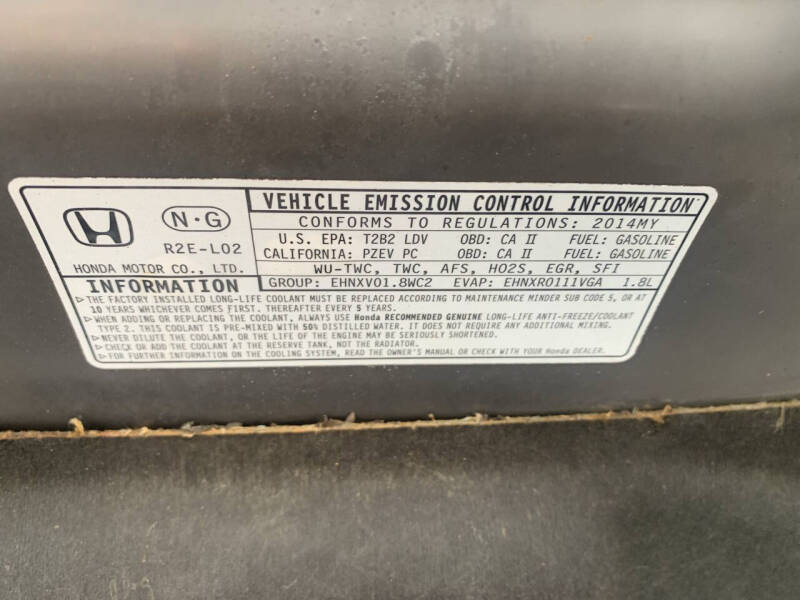 VEHICLE EMISSION CONTROL INFORMATION
N·G
CONFORMS TO REGULATIONS: 2014MY
R2E-L02
U.S. EPA: T2B2 LDV OBD: CA II FUEL: GASOLINE
CALIFORNIA: PZEV PC OBD: CA II FUEL: GASOLINE
HONDA MOTOR CO., LTD.
WU-TWC, TWC, AFS, HO2S, EGR, SFI
INFORMATION
GROUP: EHNXV01.8WC2 EVAP: EHNXR0111VGA 1.8L
▷THE FACTORY INSTALLED LONG-LIFE COOLANT MUST BE REPLACED ACCORDING TO MAINTENANCE MINDER SUB CODE 5, OR AT
10 YEARS WHICHEVER COMES FIRST. THEREAFTER EVERY 5 YEARS.
▷WHEN ADDING OR REPLACING THE COOLANT, ALWAYS USE Honda RECOMMENDED GENUINE LONG-LIFE ANTI-FREEZE/COOLANT
TYPE 2. THIS COOLANT IS PRE-MIXED WITH 50% DISTILLED WATER. IT DOES NOT REQUIRE ANY ADDITIONAL MIXING.
▷NEVER DILUTE THE COOLANT, OR THE LIFE OF THE ENGINE MAY BE SERIOUSLY SHORTENED.
▷CHECK OR ADD COOLANT AT THE RESERVE TANK, NOT THE RADIATOR.
▷FOR FURTHER INFORMATION ON THE COOLING SYSTEM, READ THE OWNER'S MANUAL OR CHECK WITH YOUR Honda DEALER.